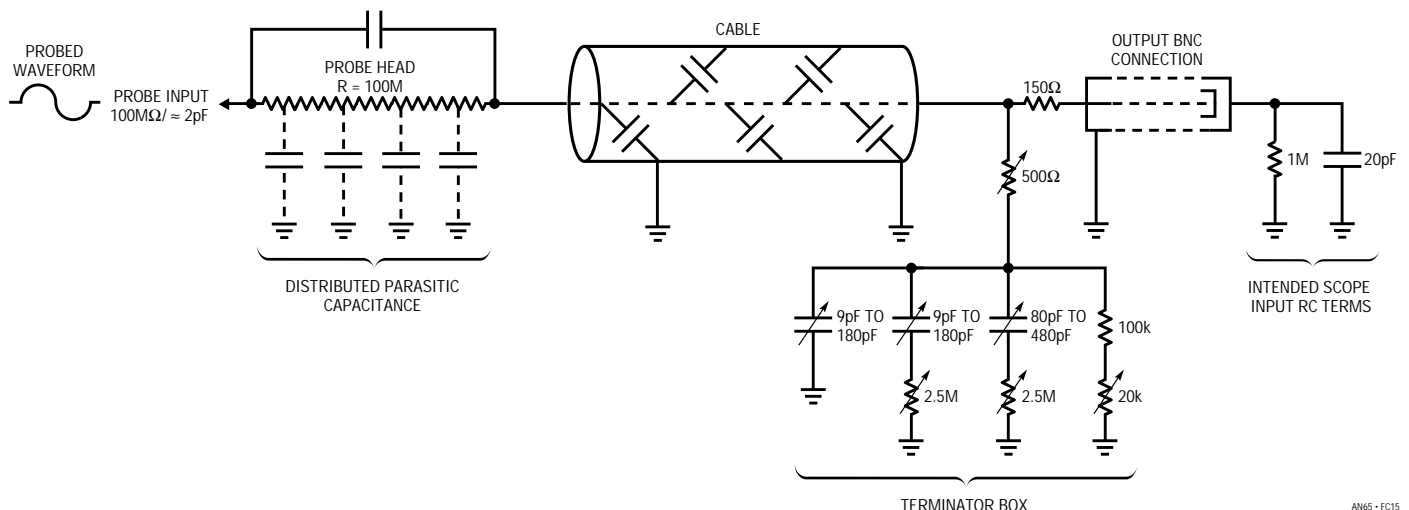 PROBED
WAVEFORM
PROBE INPUT
100MΩ/ ≈ 2pF
PROBE HEAD
R = 100M
DISTRIBUTED PARASITIC
CAPACITANCE
CABLE
150Ω
500Ω
OUTPUT BNC
CONNECTION
1M
20pF
INTENDED SCOPE
INPUT RC TERMS
9pF TO
180pF
9pF TO
180pF
80pF TO
480pF
100k
2.5M
2.5M
20k
TERMINATOR BOX
AN65 • FC15